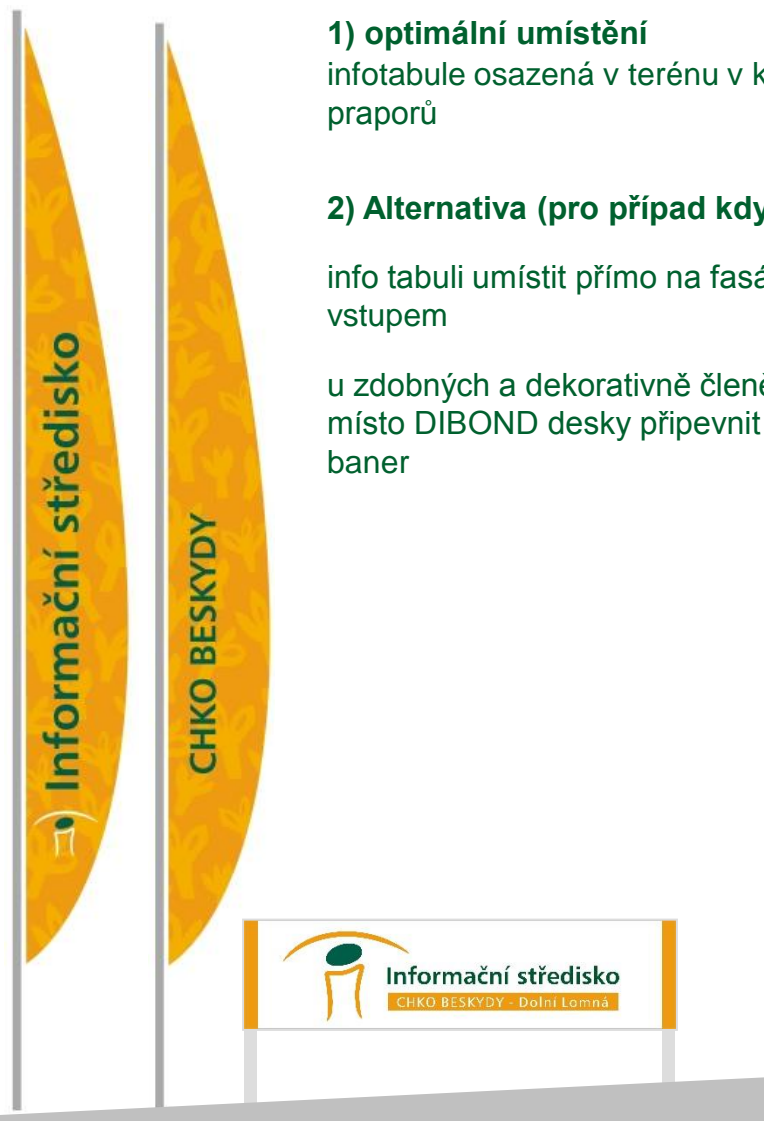 1) optimální umístění
infotabule osazená v terénu v k
praporů
2) Alternativa (pro případ kdy
info tabuli umístit přímo na fasá
vstupem
u zdobných a dekorativně členě
místo DIBOND desky připevnit
baner
Informační středisko
CHKO BESKYDY
Informační středisko
CHKO BESKYDY - Dolní Lomná